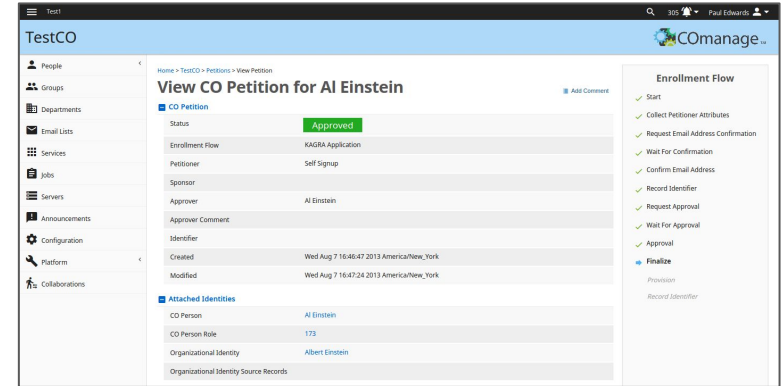 Test1
305
Paul Edwards
TestCO
COmanage TM
People
Groups
Departments
Email Lists
Services
Jobs
Servers
Announcements
Configuration
Platform
Collaborations
Home > TestCO > Petitions > View Petition
View CO Petition for Al Einstein
Add Comment
CO Petition
Status Approved
Enrollment Flow KAGRA Application
Petitioner Self Signup
Sponsor
Approver Al Einstein
Approver Comment
Identifier
Created Wed Aug 7 16:46:47 2013 America/New_York
Modified Wed Aug 7 16:47:24 2013 America/New_York
Attached Identities
CO Person Al Einstein
CO Person Role 173
Organizational Identity Albert Einstein
Organizational Identity Source Records
Enrollment Flow
Start
Collect Petitioner Attributes
Request Email Address Confirmation
Wait For Confirmation
Confirm Email Address
Record Identifier
Request Approval
Wait For Approval
Approval
Finalize
Provision
Record Identifier